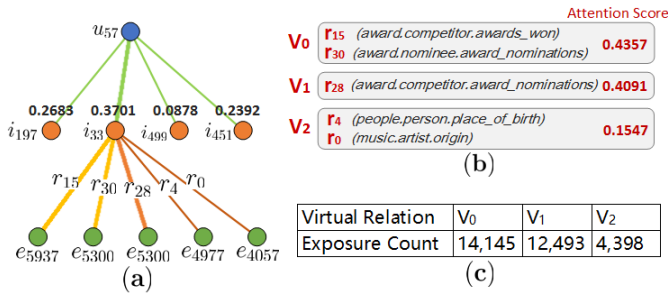 u57
0.2683 0.3701 0.0878 0.2392
i197 i33 i499 i451
r15 r30 r28 r4 r0
e5937 e5300 e5300 e4977 e4057
(a)
Attention Score
V0 r15 (award.competitor.awards_won) 0.4357
r30 (award.nominee.award_nominations)
V1 r28 (award.competitor.award_nominations) 0.4091
V2 r4 (people.person.place_of_birth) 0.1547
r0 (music.artist.origin)
(b)
Virtual Relation V0 V1 V2
Exposure Count 14,145 12,493 4,398
(c)